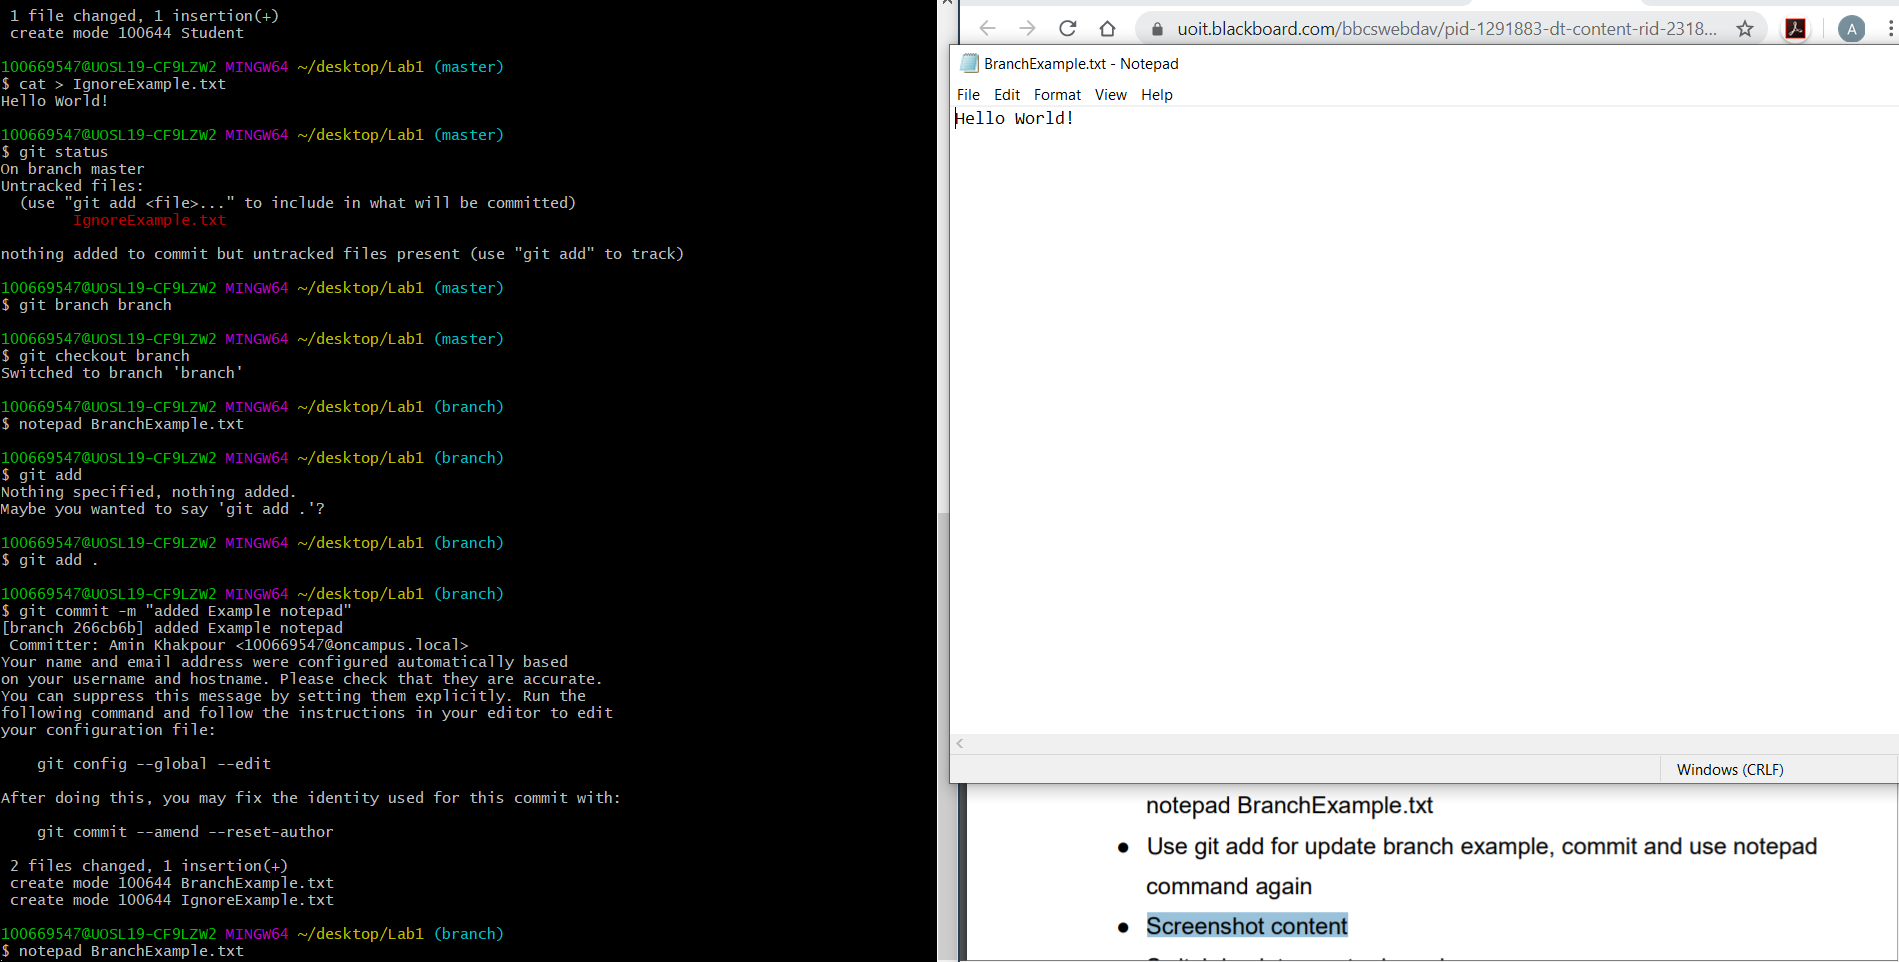 1 file changed, 1 insertion(+)
create mode 100644 Student
100669547@UOSL19-CF9LZW2 MINGW64 ~/desktop/Lab1 (master)
$ cat > IgnoreExample.txt
Hello World!
100669547@UOSL19-CF9LZW2 MINGW64 ~/desktop/Lab1 (master)
$ git status
On branch master
Untracked files:
(use "git add <file>..." to include in what will be committed)
IgnoreExample.txt
nothing added to commit but untracked files present (use "git add" to track)
100669547@UOSL19-CF9LZW2 MINGW64 ~/desktop/Lab1 (master)
$ git branch branch
100669547@UOSL19-CF9LZW2 MINGW64 ~/desktop/Lab1 (master)
$ git checkout branch
Switched to branch 'branch'
100669547@UOSL19-CF9LZW2 MINGW64 ~/desktop/Lab1 (branch)
$ notepad BranchExample.txt
100669547@UOSL19-CF9LZW2 MINGW64 ~/desktop/Lab1 (branch)
$ git add
Nothing specified, nothing added.
Maybe you wanted to say 'git add .'?
100669547@UOSL19-CF9LZW2 MINGW64 ~/desktop/Lab1 (branch)
$ git add .
100669547@UOSL19-CF9LZW2 MINGW64 ~/desktop/Lab1 (branch)
$ git commit -m "added Example notepad"
[branch 266cb6b] added Example notepad
Committer: Amin Khakpour <100669547@oncampus.local>
Your name and email address were configured automatically based
on your username and hostname. Please check that they are accurate.
You can suppress this message by setting them explicitly. Run the
following command and follow the instructions in your editor to edit
your configuration file:
git config --global --edit
After doing this, you may fix the identity used for this commit with:
git commit --amend --reset-author
2 files changed, 1 insertion(+)
create mode 100644 BranchExample.txt
create mode 100644 IgnoreExample.txt
100669547@UOSL19-CF9LZW2 MINGW64 ~/desktop/Lab1 (branch)
$ notepad BranchExample.txt
uoit.blackboard.com/bbcswebdav/pid-1291883-dt-content-rid-2318...
A
BranchExample.txt - Notepad
File Edit Format View Help
Hello World!
Windows (CRLF)
notepad BranchExample.txt
● Use git add for update branch example, commit and use notepad
command again
● Screenshot content